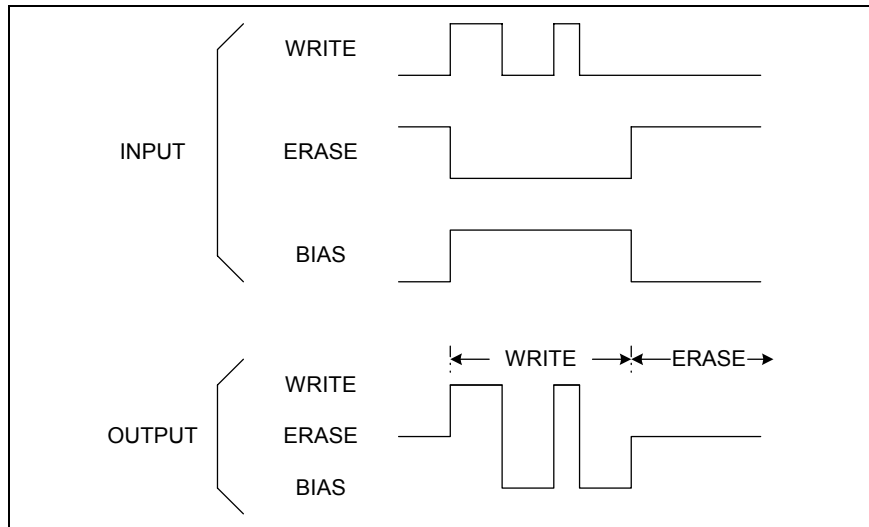 WRITE
INPUT
ERASE
BIAS
WRITE
ERASE
WRITE
OUTPUT
ERASE
BIAS